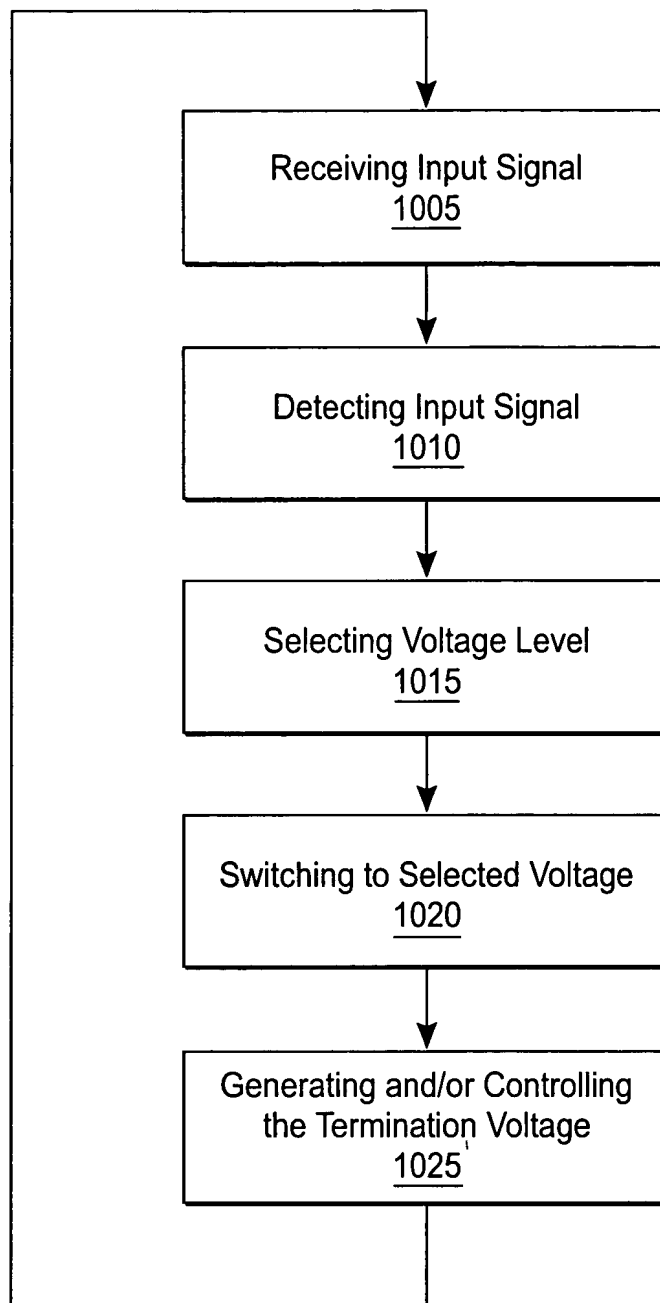 Receiving Input Signal
1005
Detecting Input Signal
1010
Selecting Voltage Level
1015
Switching to Selected Voltage
1020
Generating and/or Controlling
the Termination Voltage
1025